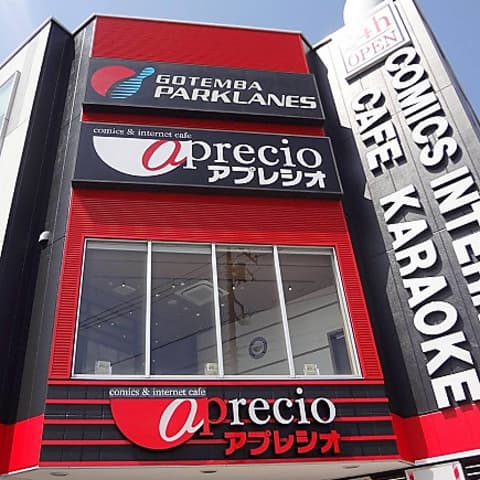 GOTEMBA
PARKLANES
comics & internet cafe
aprecio
アプレシオ
24h
OPEN
COMICS
CAFE KARAOKE
comics & internet cafe
aprecio
アプレシオ